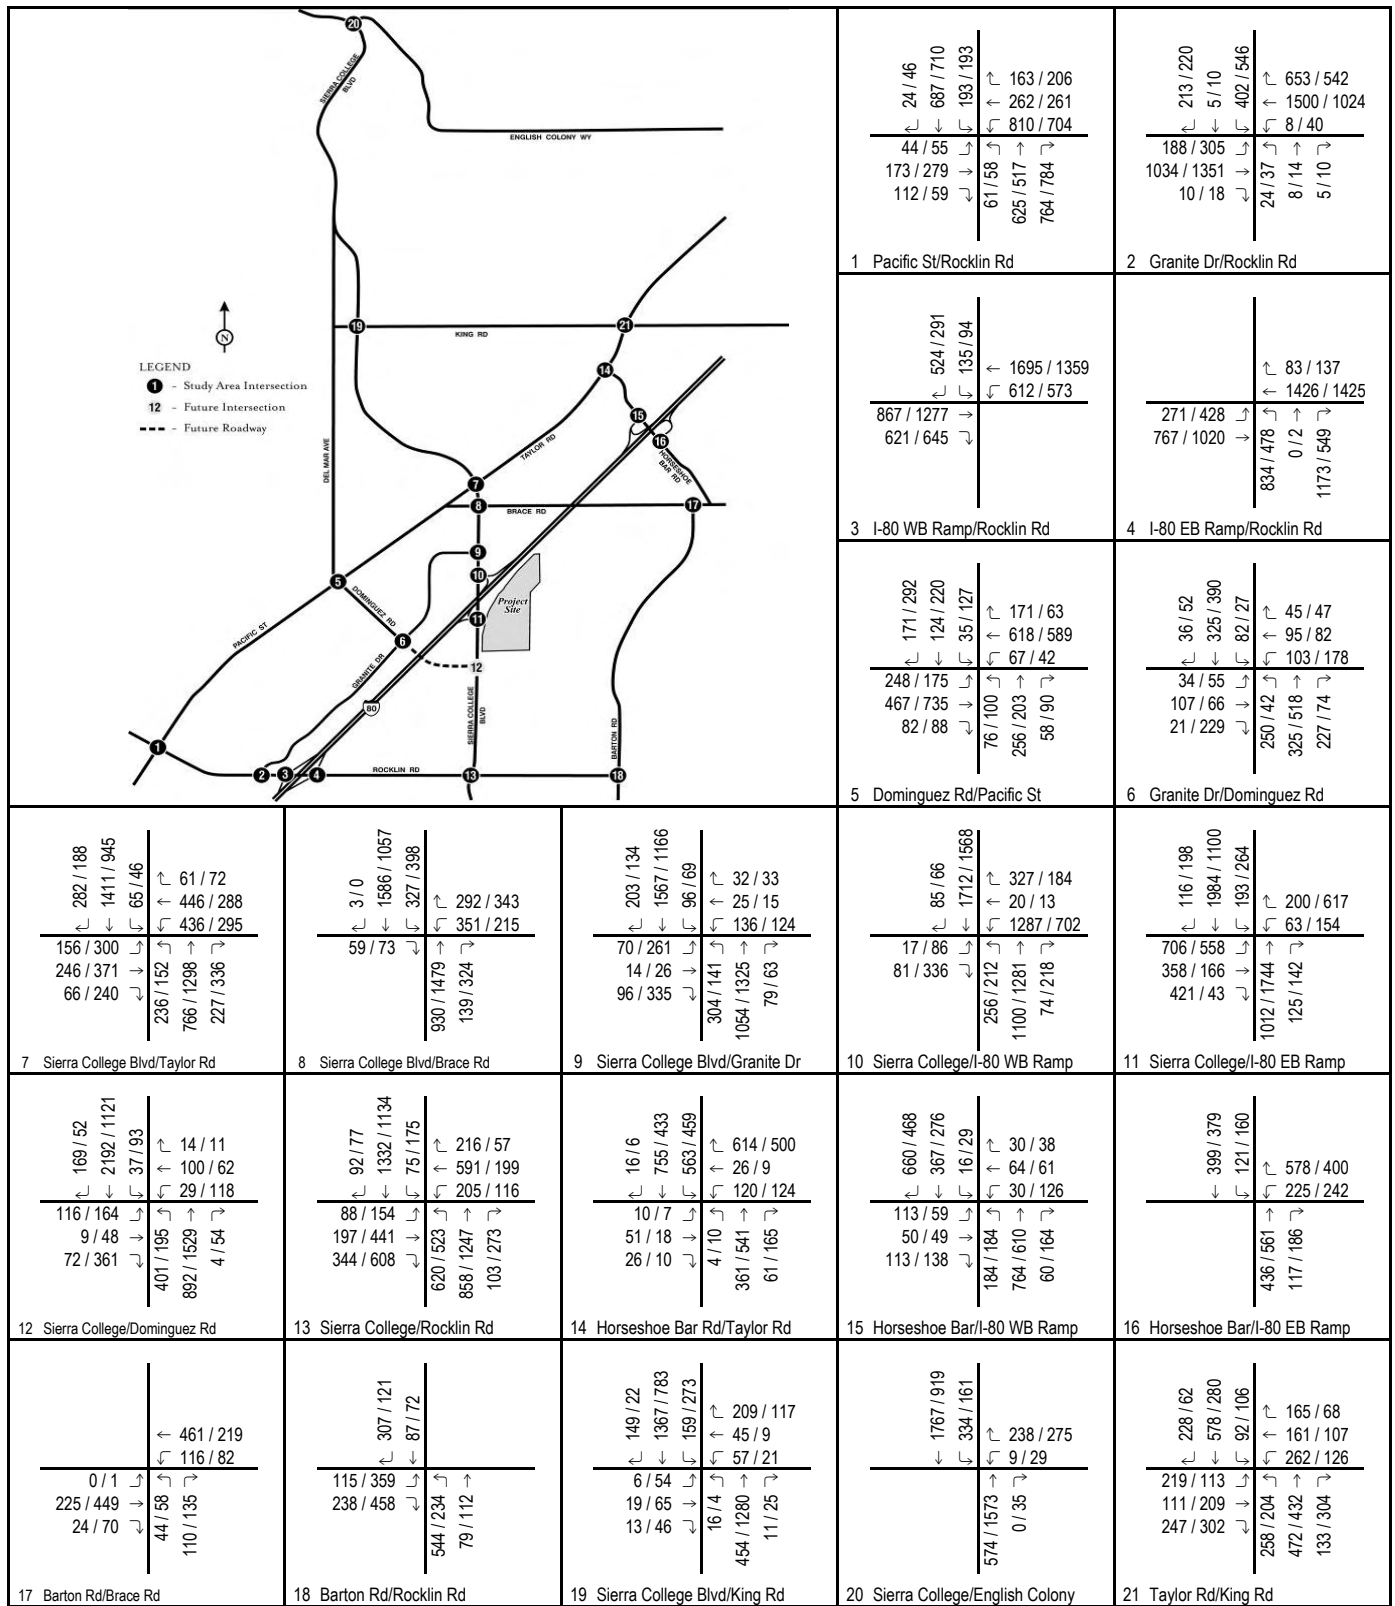 20
SIERRA COLLEGE
BLVD
ENGLISH COLONY WY
N
19
KING RD
21
LEGEND
1 - Study Area Intersection
12 - Future Intersection
- Future Roadway
14
15
16
HORSESHOE
BAR RD
DEL MAR AVE
TAYLOR RD
7
8
BRACE RD
17
9
10
5
DOMINGUEZ RD
Project
Site
11
PACIFIC ST
6
12
GRANITE DR
80
SIERRA COLLEGE
BLVD
BARTON RD
1
2
3
4
ROCKLIN RD
13
18
24 / 46
687 / 710
193 / 193
163 / 206
262 / 261
810 / 704
44 / 55
173 / 279
112 / 59
61 / 58
625 / 517
764 / 784
1 Pacific St/Rocklin Rd
213 / 220
5 / 10
402 / 546
653 / 542
1500 / 1024
8 / 40
188 / 305
1034 / 1351
10 / 18
24 / 37
8 / 14
5 / 10
2 Granite Dr/Rocklin Rd
524 / 291
135 / 94
1695 / 1359
612 / 573
867 / 1277
621 / 645
3 I-80 WB Ramp/Rocklin Rd
83 / 137
1426 / 1425
271 / 428
767 / 1020
834 / 478
0 / 2
1173 / 549
4 I-80 EB Ramp/Rocklin Rd
171 / 292
124 / 220
35 / 127
171 / 63
618 / 589
67 / 42
248 / 175
467 / 735
82 / 88
76 / 100
256 / 203
58 / 90
5 Dominguez Rd/Pacific St
36 / 52
325 / 390
82 / 27
45 / 47
95 / 82
103 / 178
34 / 55
107 / 66
21 / 229
250 / 42
325 / 518
227 / 74
6 Granite Dr/Dominguez Rd
282 / 188
1411 / 945
65 / 46
61 / 72
446 / 288
436 / 295
156 / 300
246 / 371
66 / 240
236 / 152
766 / 1298
227 / 336
7 Sierra College Blvd/Taylor Rd
3 / 0
1586 / 1057
327 / 398
292 / 343
351 / 215
59 / 73
930 / 1479
139 / 324
8 Sierra College Blvd/Brace Rd
203 / 134
1567 / 1166
96 / 69
32 / 33
25 / 15
136 / 124
70 / 261
14 / 26
96 / 335
304 / 141
1054 / 1325
79 / 63
9 Sierra College Blvd/Granite Dr
85 / 66
1712 / 1568
327 / 184
20 / 13
1287 / 702
17 / 86
81 / 336
256 / 212
1100 / 1281
74 / 218
10 Sierra College/I-80 WB Ramp
116 / 198
1984 / 1100
193 / 264
200 / 617
63 / 154
706 / 558
358 / 166
421 / 43
1012 / 1744
125 / 142
11 Sierra College/I-80 EB Ramp
169 / 52
2192 / 1121
37 / 93
14 / 11
100 / 62
29 / 118
116 / 164
9 / 48
72 / 361
401 / 195
892 / 1529
4 / 54
12 Sierra College/Dominguez Rd
92 / 77
1332 / 1134
75 / 175
216 / 57
591 / 199
205 / 116
88 / 154
197 / 441
344 / 608
620 / 523
858 / 1247
103 / 273
13 Sierra College/Rocklin Rd
16 / 6
755 / 433
563 / 459
614 / 500
26 / 9
120 / 124
10 / 7
51 / 18
26 / 10
4 / 10
361 / 541
61 / 165
14 Horseshoe Bar Rd/Taylor Rd
660 / 468
367 / 276
16 / 29
30 / 38
64 / 61
30 / 126
113 / 59
50 / 49
113 / 138
184 / 184
764 / 610
60 / 164
15 Horseshoe Bar/I-80 WB Ramp
399 / 379
121 / 160
578 / 400
225 / 242
436 / 561
117 / 186
16 Horseshoe Bar/I-80 EB Ramp
461 / 219
116 / 82
0 / 1
225 / 449
24 / 70
44 / 58
110 / 135
17 Barton Rd/Brace Rd
307 / 121
87 / 72
115 / 359
238 / 458
544 / 234
79 / 112
18 Barton Rd/Rocklin Rd
149 / 22
1367 / 783
159 / 273
209 / 117
45 / 9
57 / 21
6 / 54
19 / 65
13 / 46
16 / 4
454 / 1280
11 / 25
19 Sierra College Blvd/King Rd
1767 / 919
334 / 161
238 / 275
9 / 29
574 / 1573
0 / 35
20 Sierra College/English Colony
228 / 62
578 / 280
92 / 106
165 / 68
161 / 107
262 / 126
219 / 113
111 / 209
247 / 302
258 / 204
472 / 432
133 / 304
21 Taylor Rd/King Rd